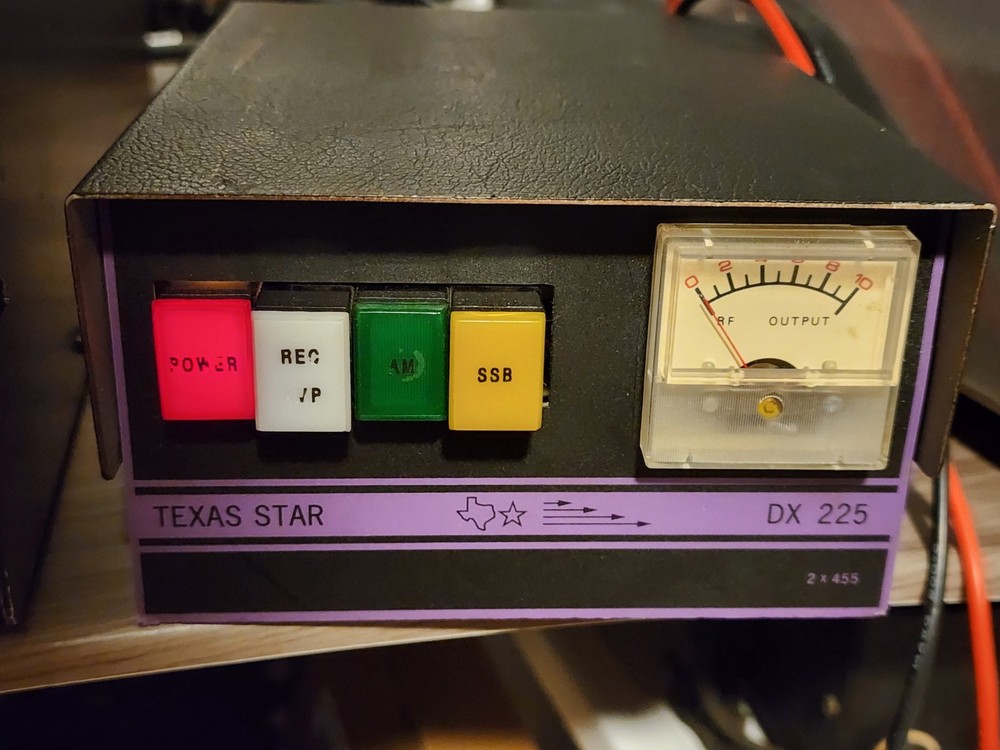 POWER
REC
VP
AM
SSB
0 2 4 6 8 10
RF OUTPUT
TEXAS STAR
DX 225
2 x 455